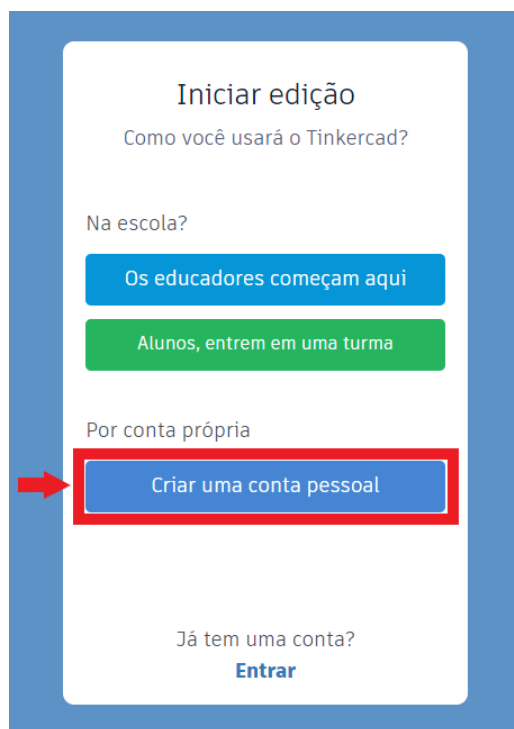 Iniciar edição
Como você usará o Tinkercad?
Na escola?
Os educadores começam aqui
Alunos, entrem em uma turma
Por conta própria
Criar uma conta pessoal
Já tem uma conta?
Entrar